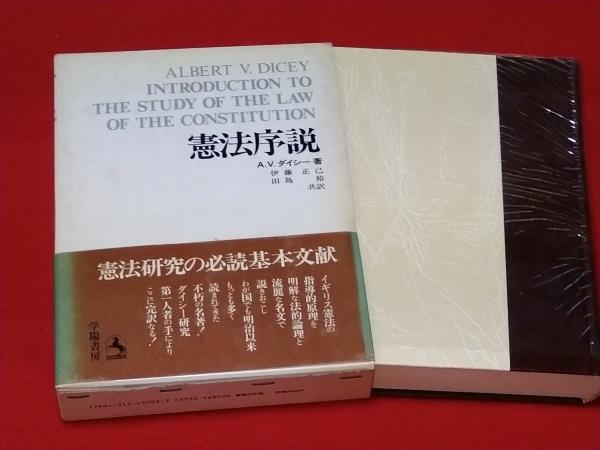 ALBERT V. DICEY
INTRODUCTION TO
THE STUDY OF THE LAW
OF THE CONSTITUTION
憲法序説
A.V.ダイシー 著
伊藤正己
田島 裕
共訳
憲法研究の必読基本文献
イギリス憲法の
指導的原理を
明解な法的論理と
流麗な名文で
説きおこし
わが国でも明治以来
もっとも多く
読まれてきた
不朽の名著!
ダイシー研究
第一人者の手により
ここに完訳なる!
学陽書房